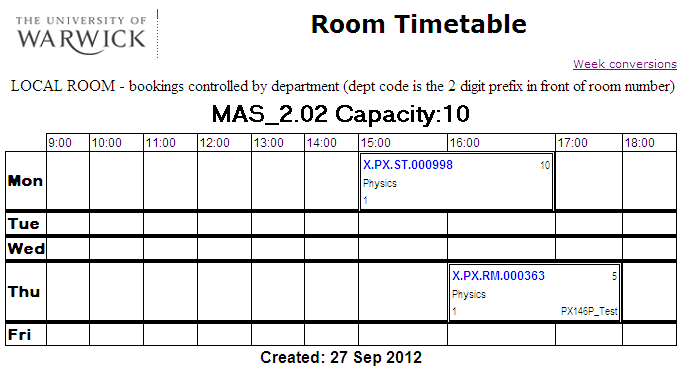 THE UNIVERSITY OF
WARWICK
Room Timetable
Week conversions
LOCAL ROOM - bookings controlled by department (dept code is the 2 digit prefix in front of room number)
MAS_2.02 Capacity:10
9:00 10:00 11:00 12:00 13:00 14:00 15:00 16:00 17:00 18:00
Mon
X.PX.ST.000998 10
Physics
1
Tue
Wed
Thu
X.PX.RM.000363 5
Physics
1 PX146P_Test
Fri
Created: 27 Sep 2012